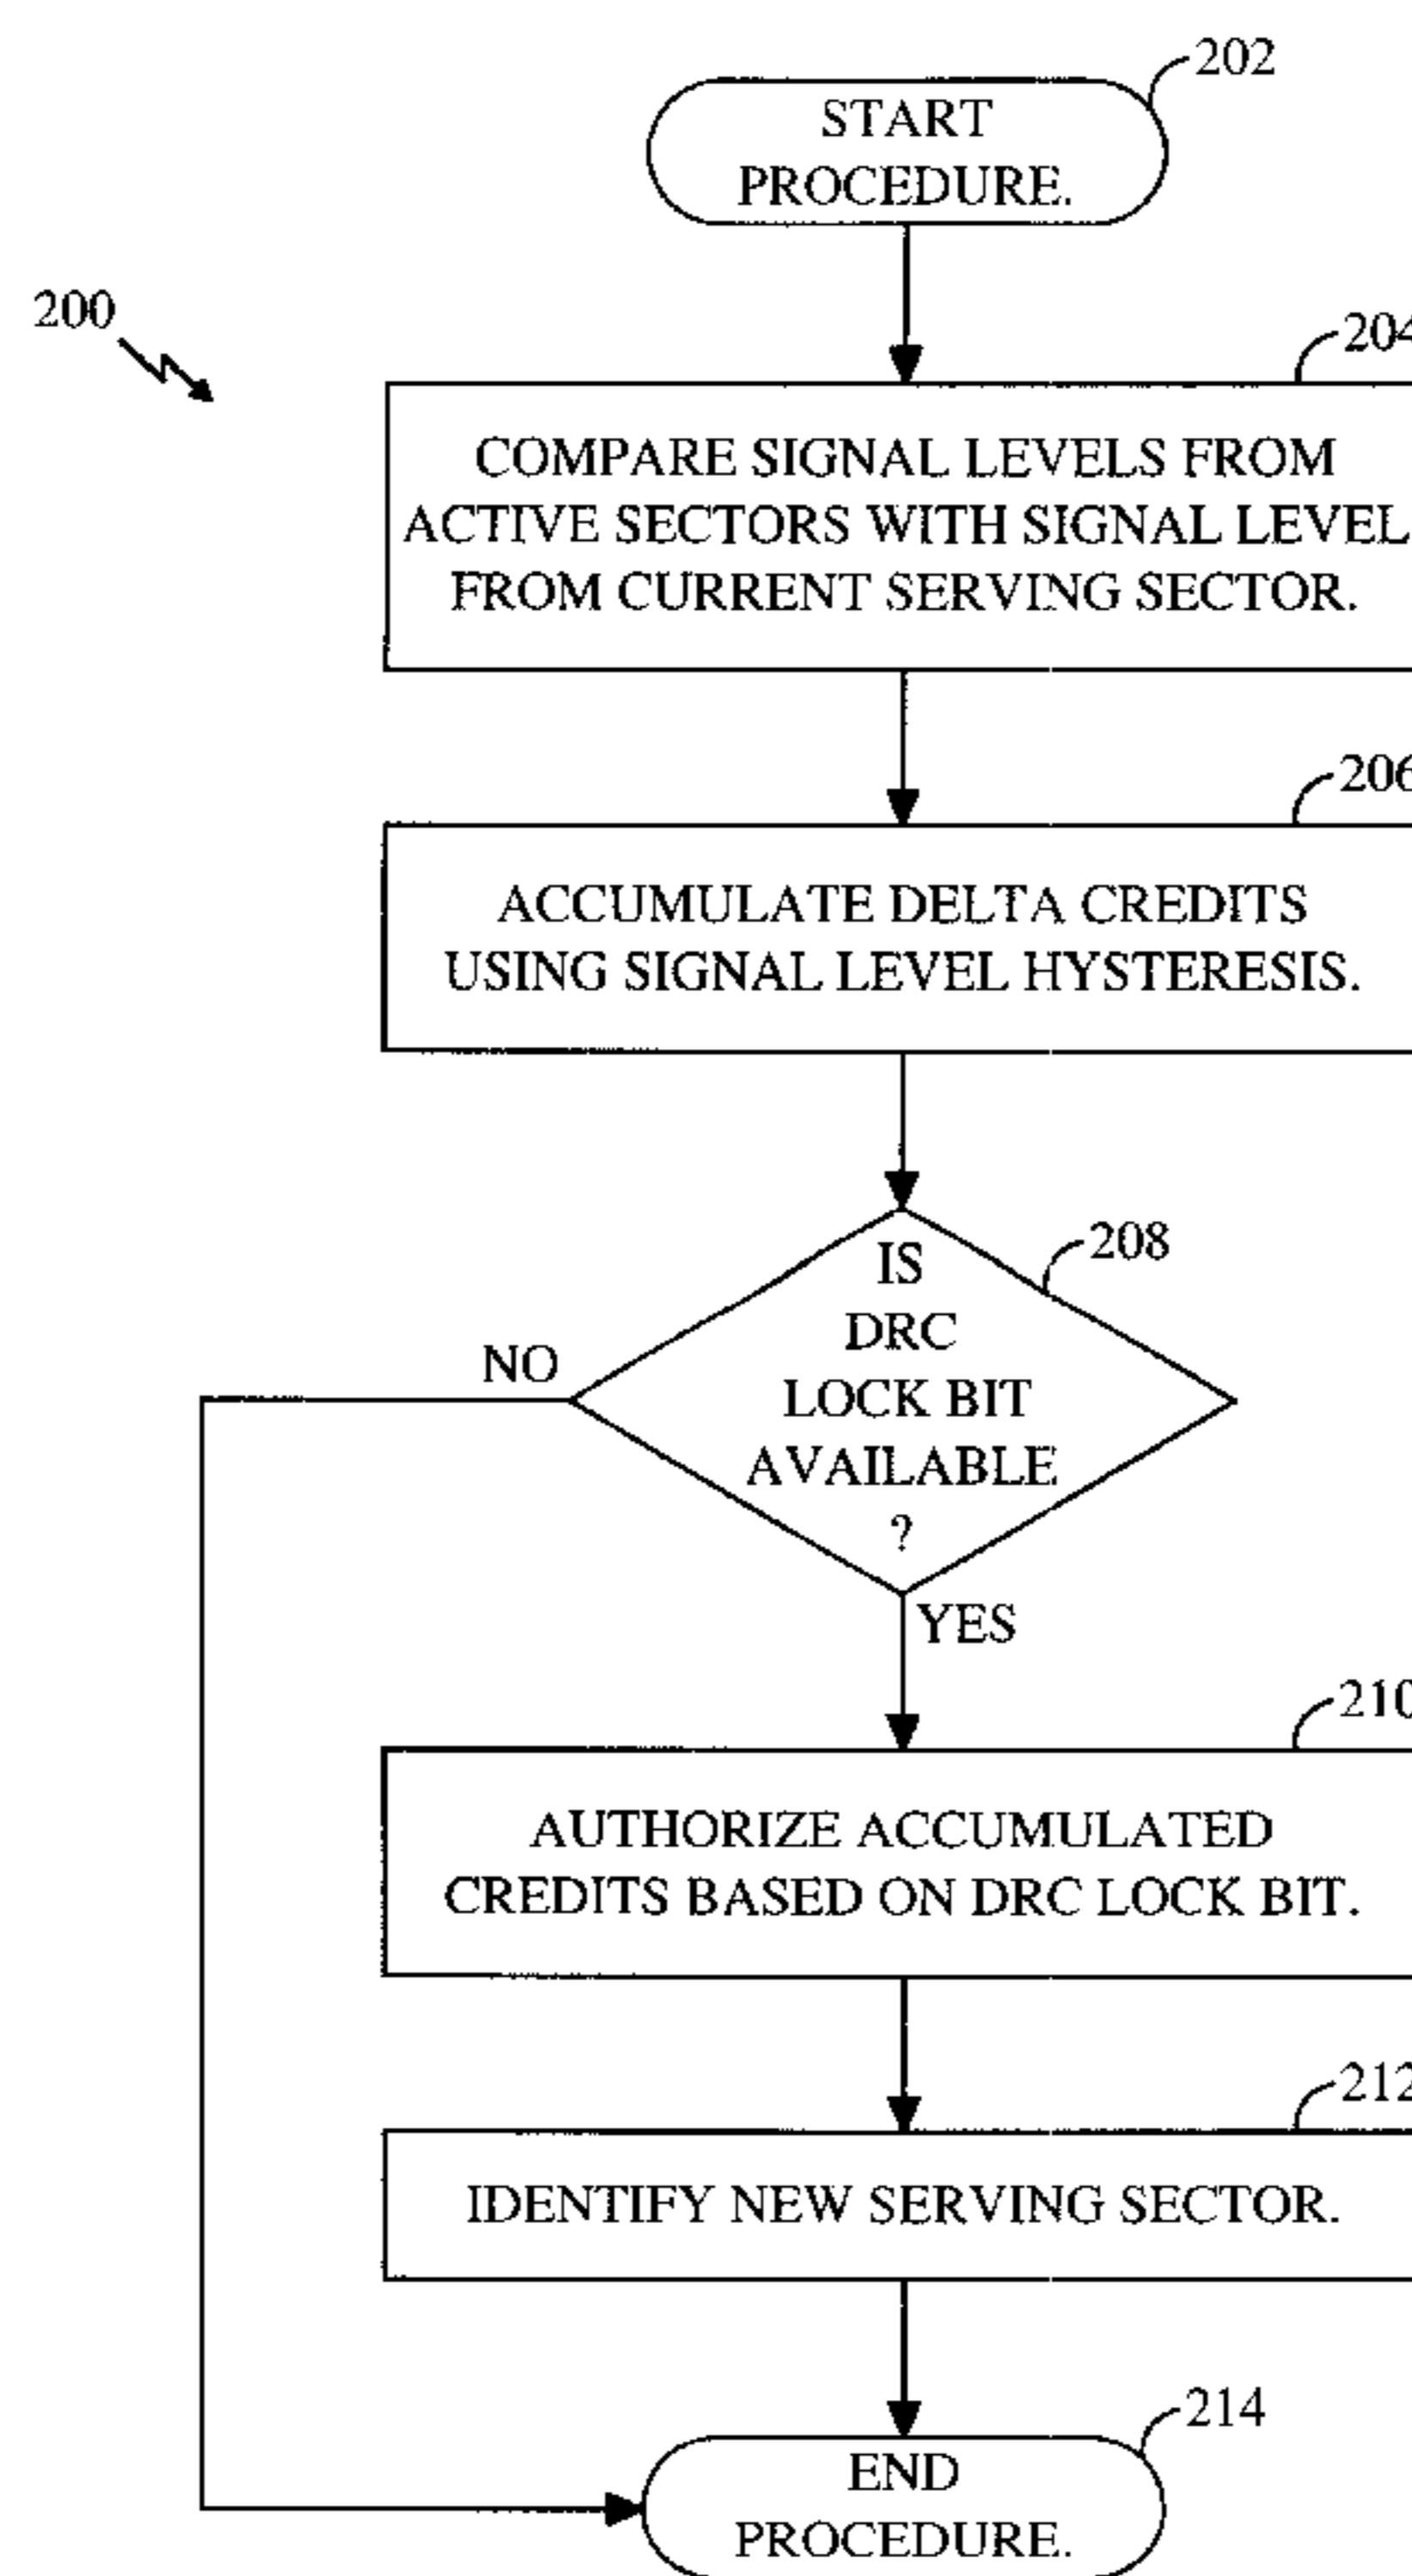 202
START
PROCEDURE.
200
204
COMPARE SIGNAL LEVELS FROM
ACTIVE SECTORS WITH SIGNAL LEVEL
FROM CURRENT SERVING SECTOR.
206
ACCUMULATE DELTA CREDITS
USING SIGNAL LEVEL HYSTERESIS.
208
IS
DRC
LOCK BIT
AVAILABLE
?
NO
YES
210
AUTHORIZE ACCUMULATED
CREDITS BASED ON DRC LOCK BIT.
212
IDENTIFY NEW SERVING SECTOR.
214
END
PROCEDURE.